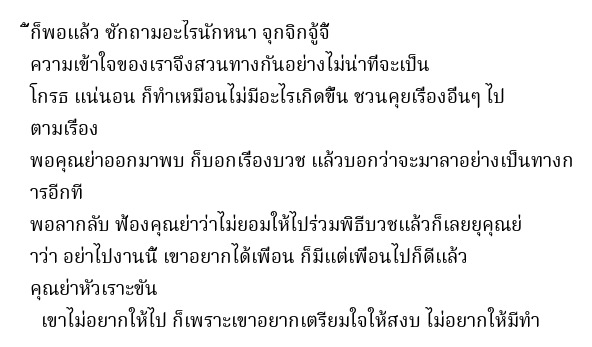 ้ก็พอแล้ว ซักถามอะไรนักหนา จุกจิกจู้จี้
ความเข้าใจของเราจึงสวนทางกันอย่างไม่น่าที่จะเป็น
โกรธ แน่นอน ก็ทำเหมือนไม่มีอะไรเกิดขึ้น ชวนคุยเรื่องอื่นๆ ไป
ตามเรื่อง
พอคุณย่าออกมาพบ ก็บอกเรื่องบวช แล้วบอกว่าจะมาลาอย่างเป็นทางก
ารอีกที
พอลากลับ ฟ้องคุณย่าว่าไม่ยอมให้ไปร่วมพิธีบวชแล้วก็เลยยุคุณย่
าว่า อย่าไปงานนี้ เขาอยากได้เพื่อน ก็มีแต่เพื่อนไปก็ดีแล้ว
คุณย่าหัวเราะขัน
เขาไม่อยากให้ไป ก็เพราะเขาอยากเตรียมใจให้สงบ ไม่อยากให้มีทำ